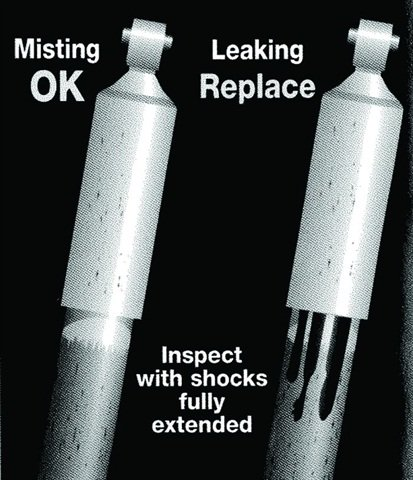 Misting
OK
Leaking
Replace
Inspect
with shocks
fully
extended